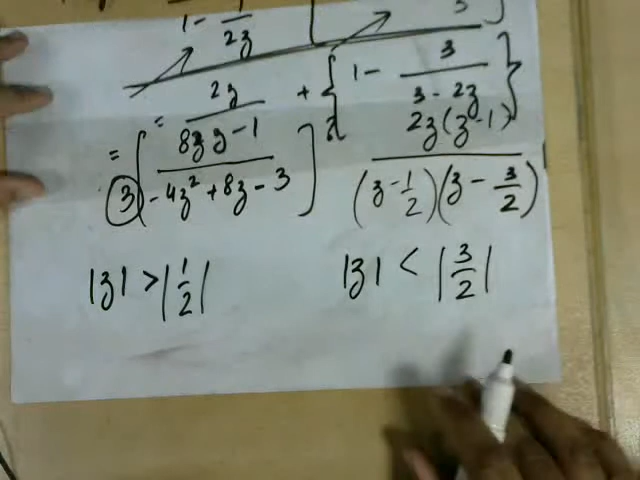 1 - 1/2z [ 3 ]
= 2z/ + { 1 - 3/(3 - 2z) }
= 3 [ (8z z - 1)/(-4z² + 8z - 3) ] 2z(z - 1)/((z - 1/2)(z - 3/2))
|z| > |1/2| |z| < |3/2|